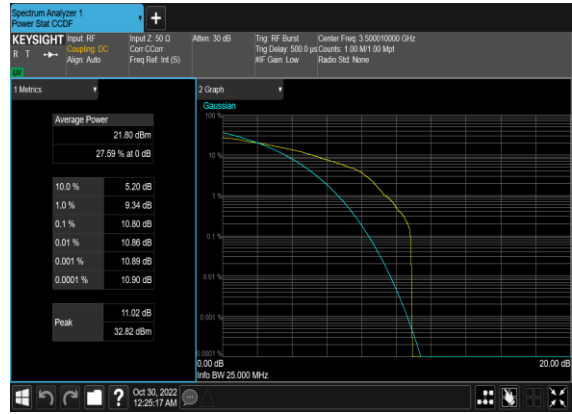 Spectrum Analyzer 1
Power Stat CCDF
KEYSIGHT
R T
Input: RF
Coupling: DC
Align: Auto
Input Z: 50 Ω
Corr CCorr
Freq Ref: Int (S)
Atten: 30 dB
Trig: RF Burst
Trig Delay: 500.0 µs
#IF Gain: Low
Center Freq: 3.500010000 GHz
Counts: 1.00 M/1.00 Mpt
Radio Std: None
LW
1 Metrics
Average Power
21.80 dBm
27.59 % at 0 dB
10.0 % 5.20 dB
1.0 % 9.34 dB
0.1 % 10.80 dB
0.01 % 10.86 dB
0.001 % 10.89 dB
0.0001 % 10.90 dB
Peak
11.02 dB
32.82 dBm
2 Graph
Gaussian
100 %
10 %
1 %
0.1 %
0.01 %
0.001 %
0.0001 %
0.00 dB 20.00 dB
Info BW 25.000 MHz
?
Oct 30, 2022
12:25:17 AM